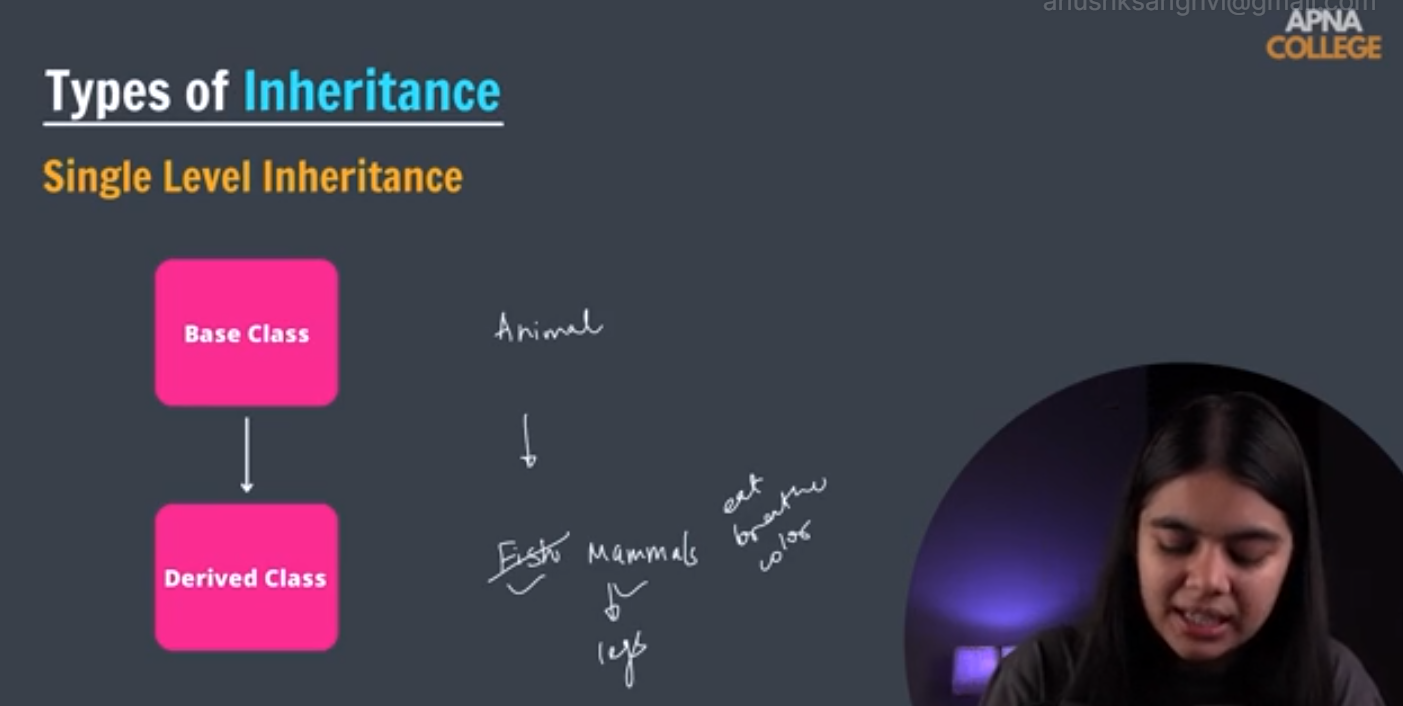 anushksanghvi@gmail.com
APNA
COLLEGE
Types of Inheritance
Single Level Inheritance
Base Class
Animal
Derived Class
Fish Mammals
eat
breathe
color
legs